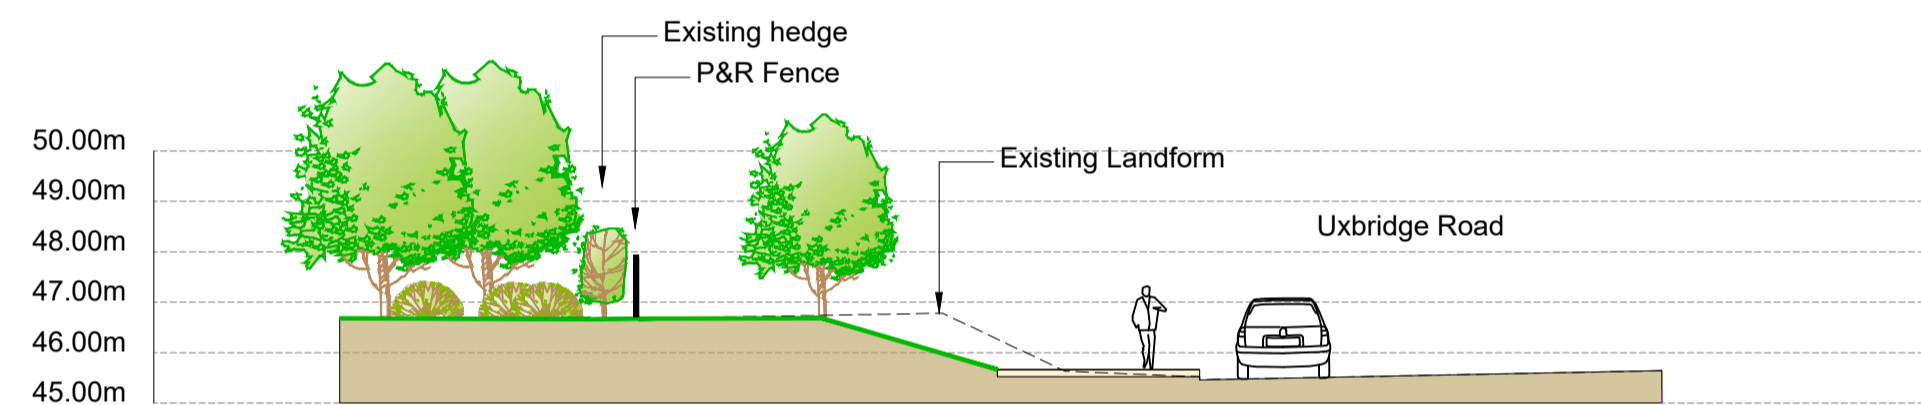 Existing hedge
P&R Fence
50.00m
Existing Landform
49.00m
Uxbridge Road
48.00m
47.00m
46.00m
45.00m